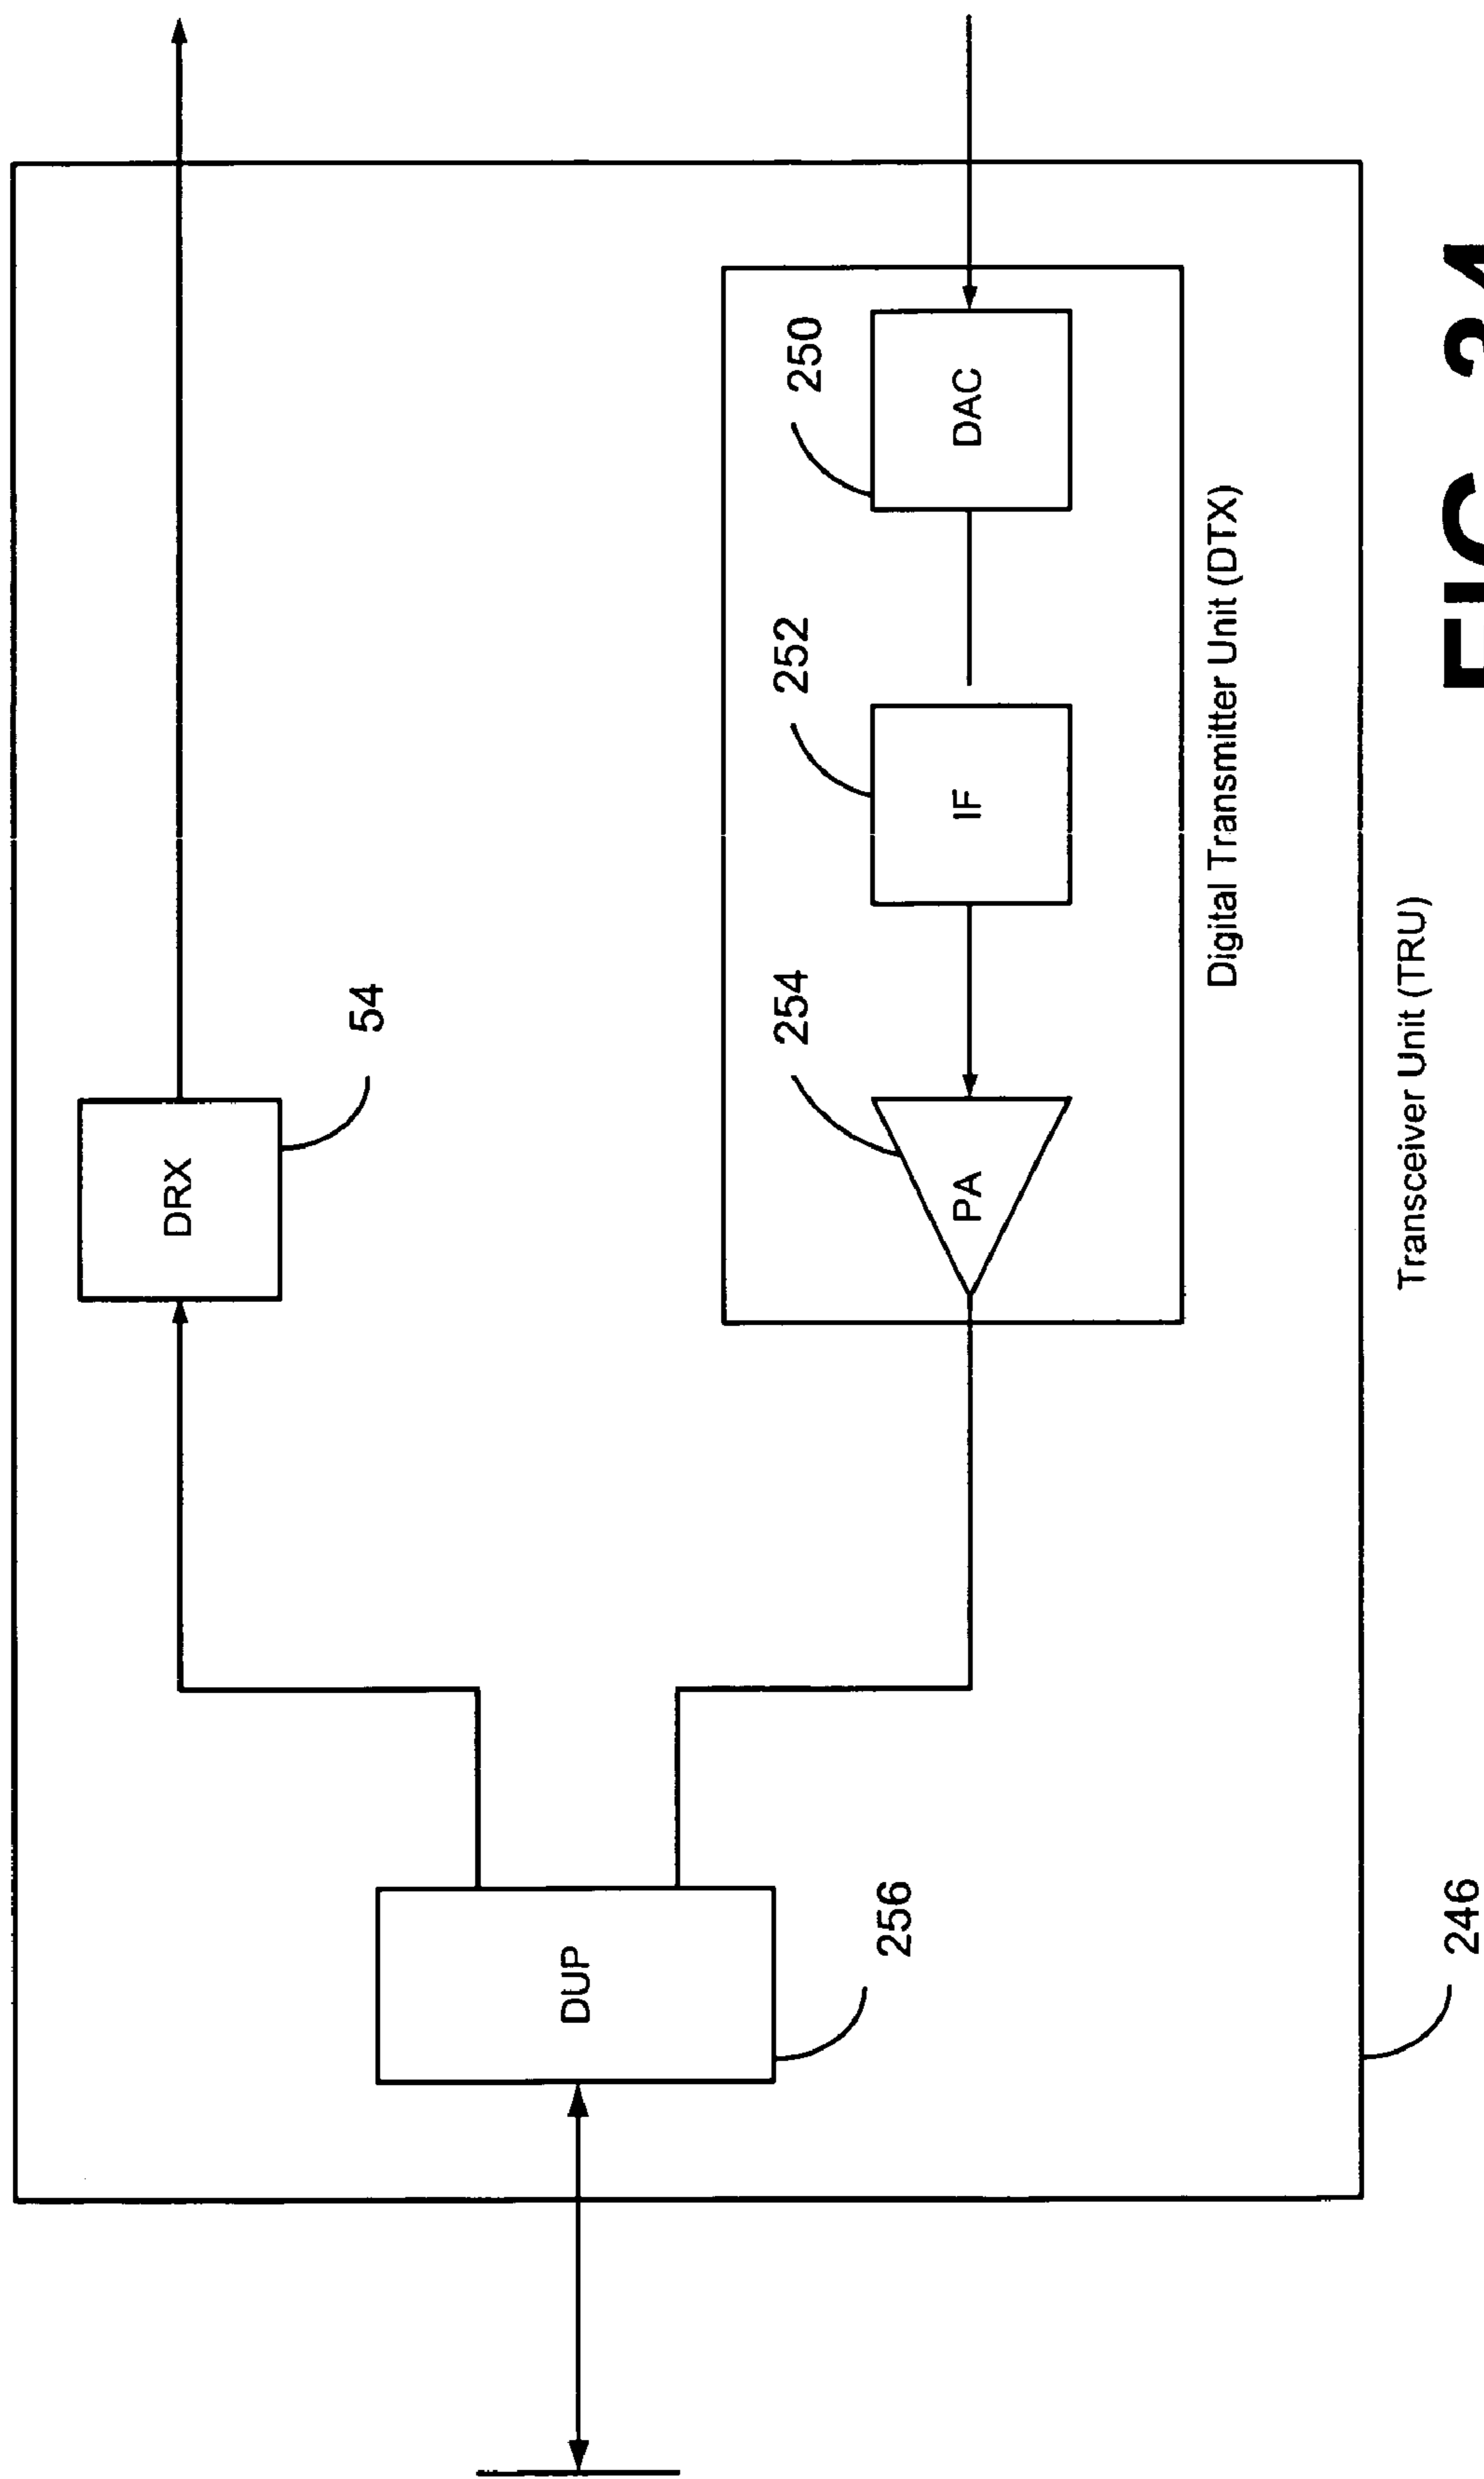 DRX
54
DUP
256
254
PA
252
IF
250
DAC
Digital Transmitter Unit (DTX)
Transceiver Unit (TRU)
246